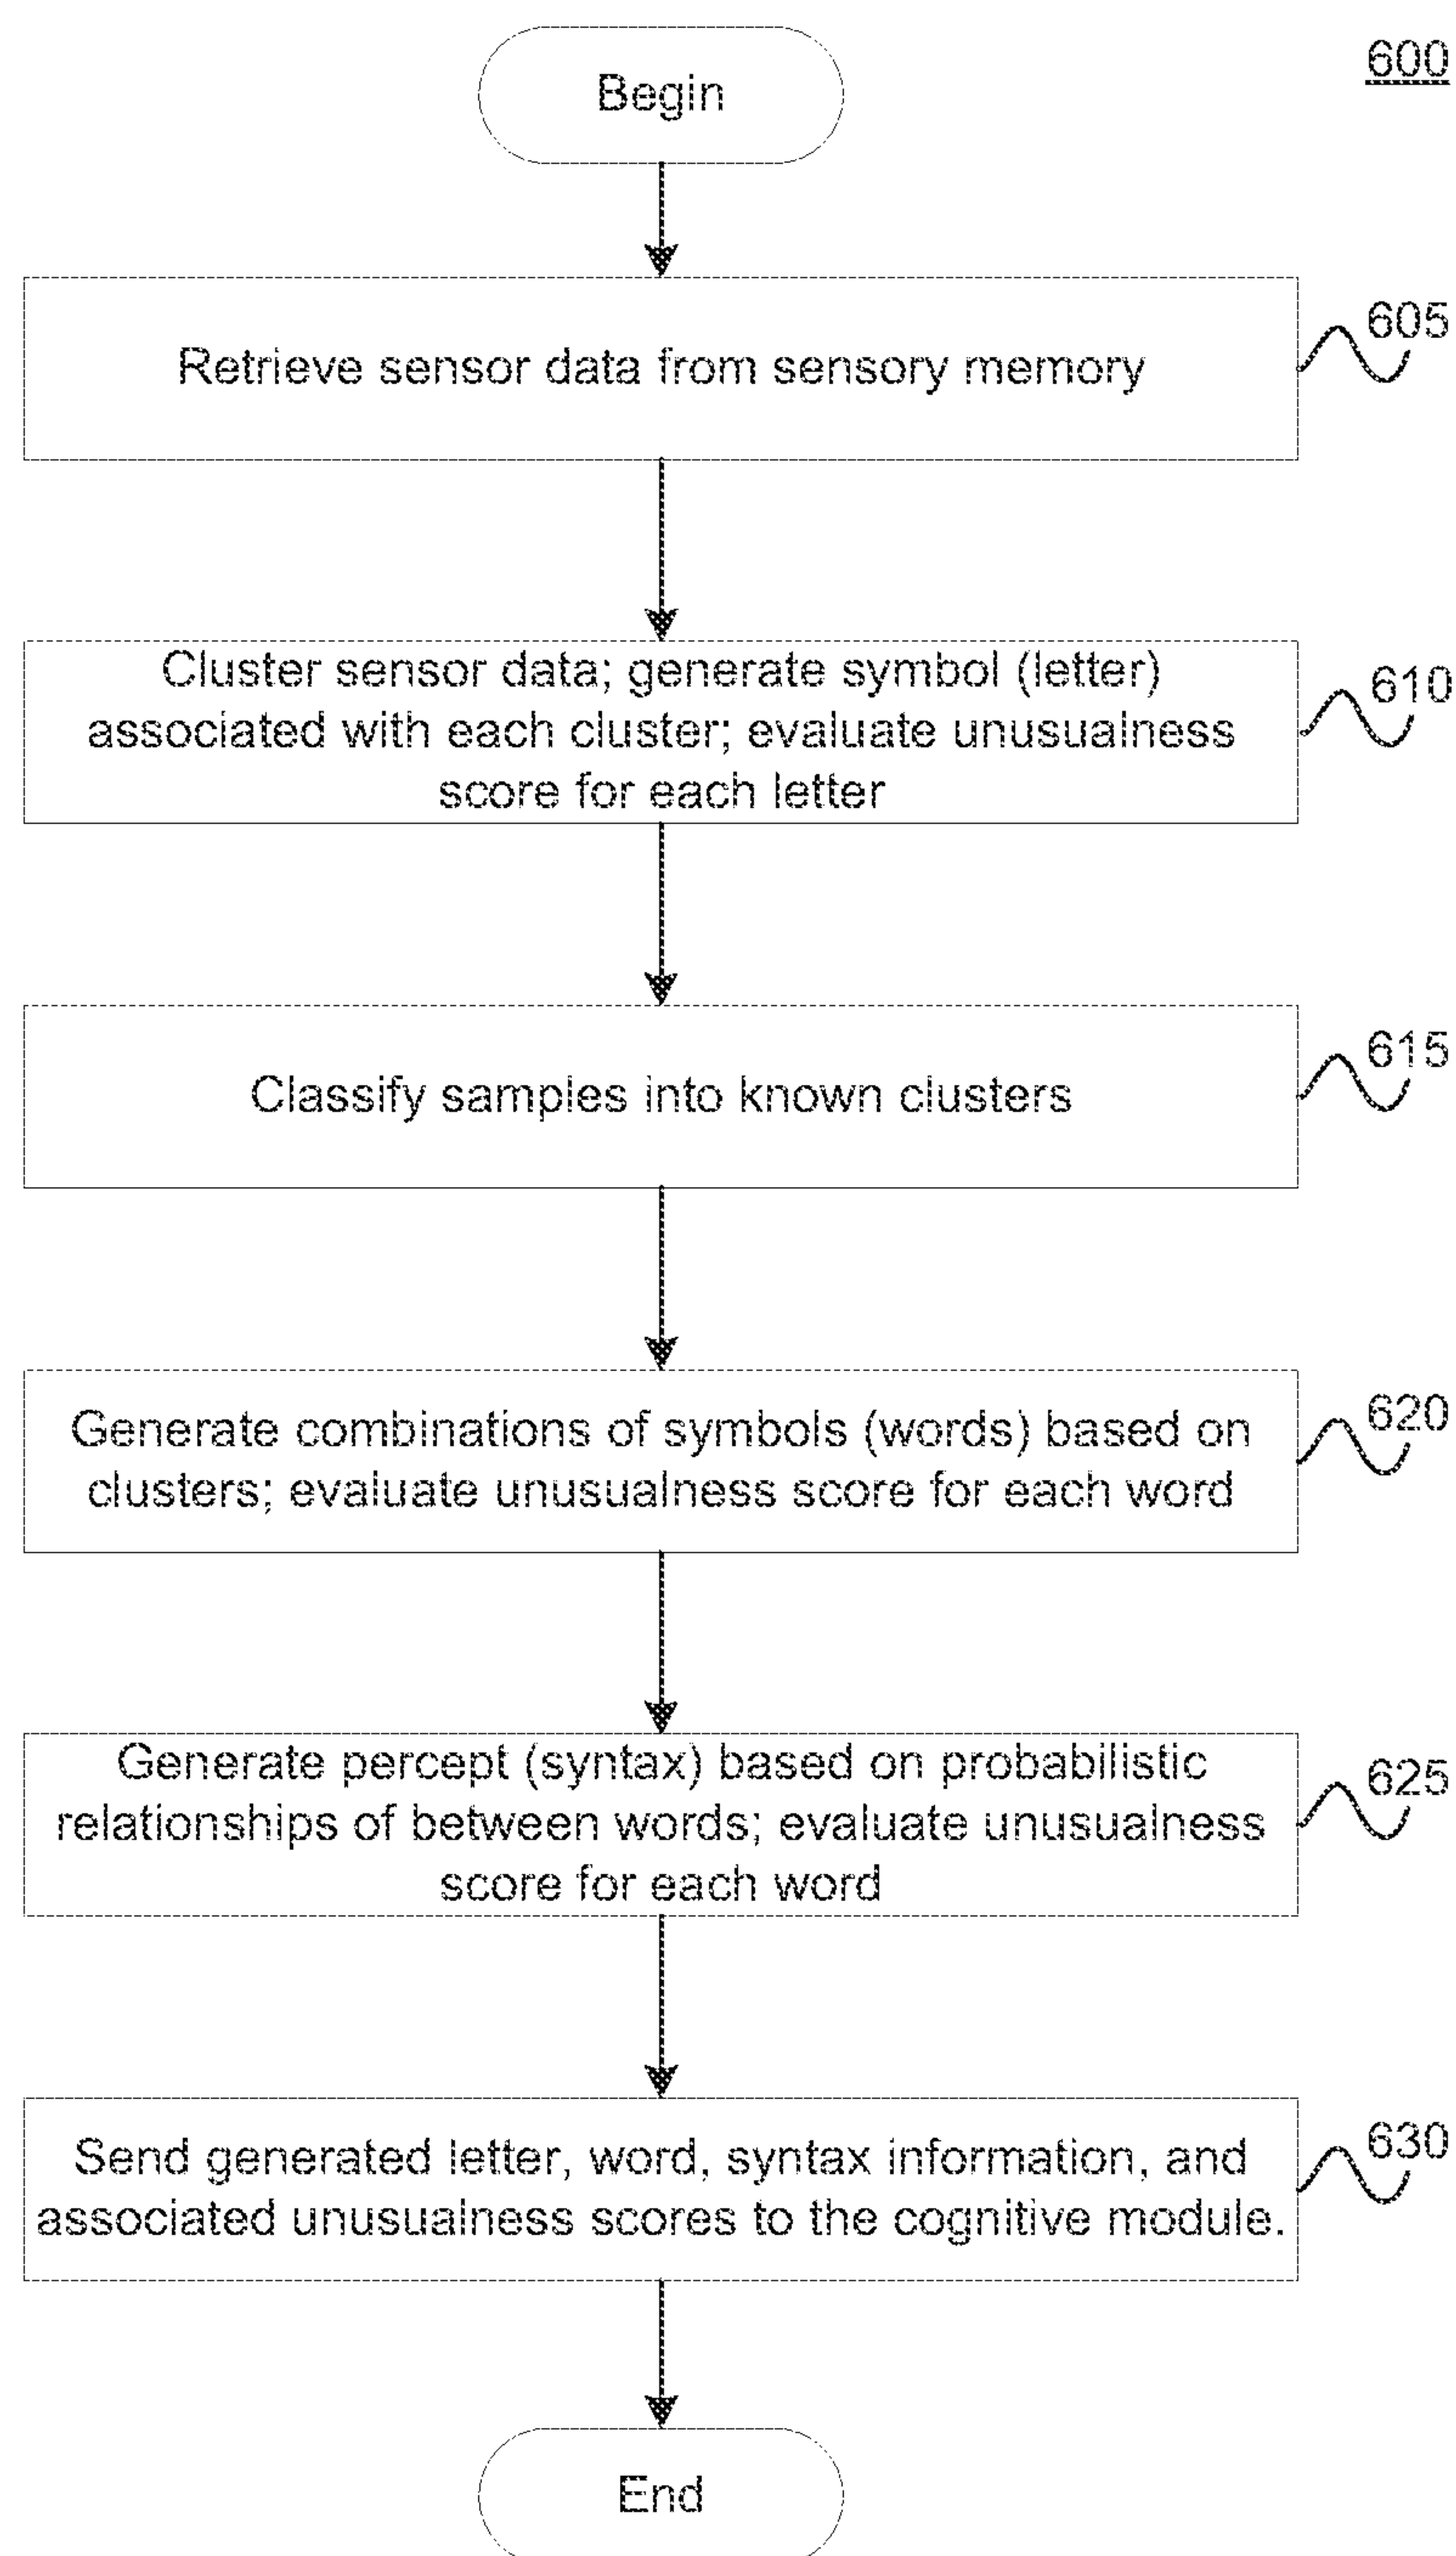 600
Begin
Retrieve sensor data from sensory memory
605
Cluster sensor data; generate symbol (letter)
associated with each cluster; evaluate unusualness
score for each letter
610
Classify samples into known clusters
615
Generate combinations of symbols (words) based on
clusters; evaluate unusualness score for each word
620
Generate percept (syntax) based on probabilistic
relationships of between words; evaluate unusualness
score for each word
625
Send generated letter, word, syntax information, and
associated unusualness scores to the cognitive module.
630
End